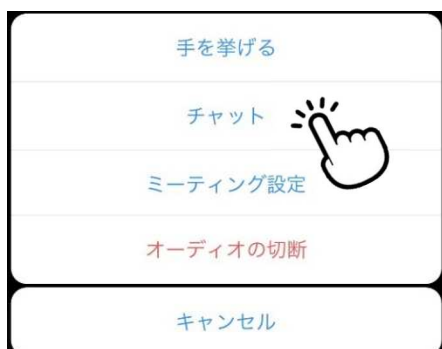 手を挙げる
チャット
ミーティング設定
オーディオの切断
キャンセル